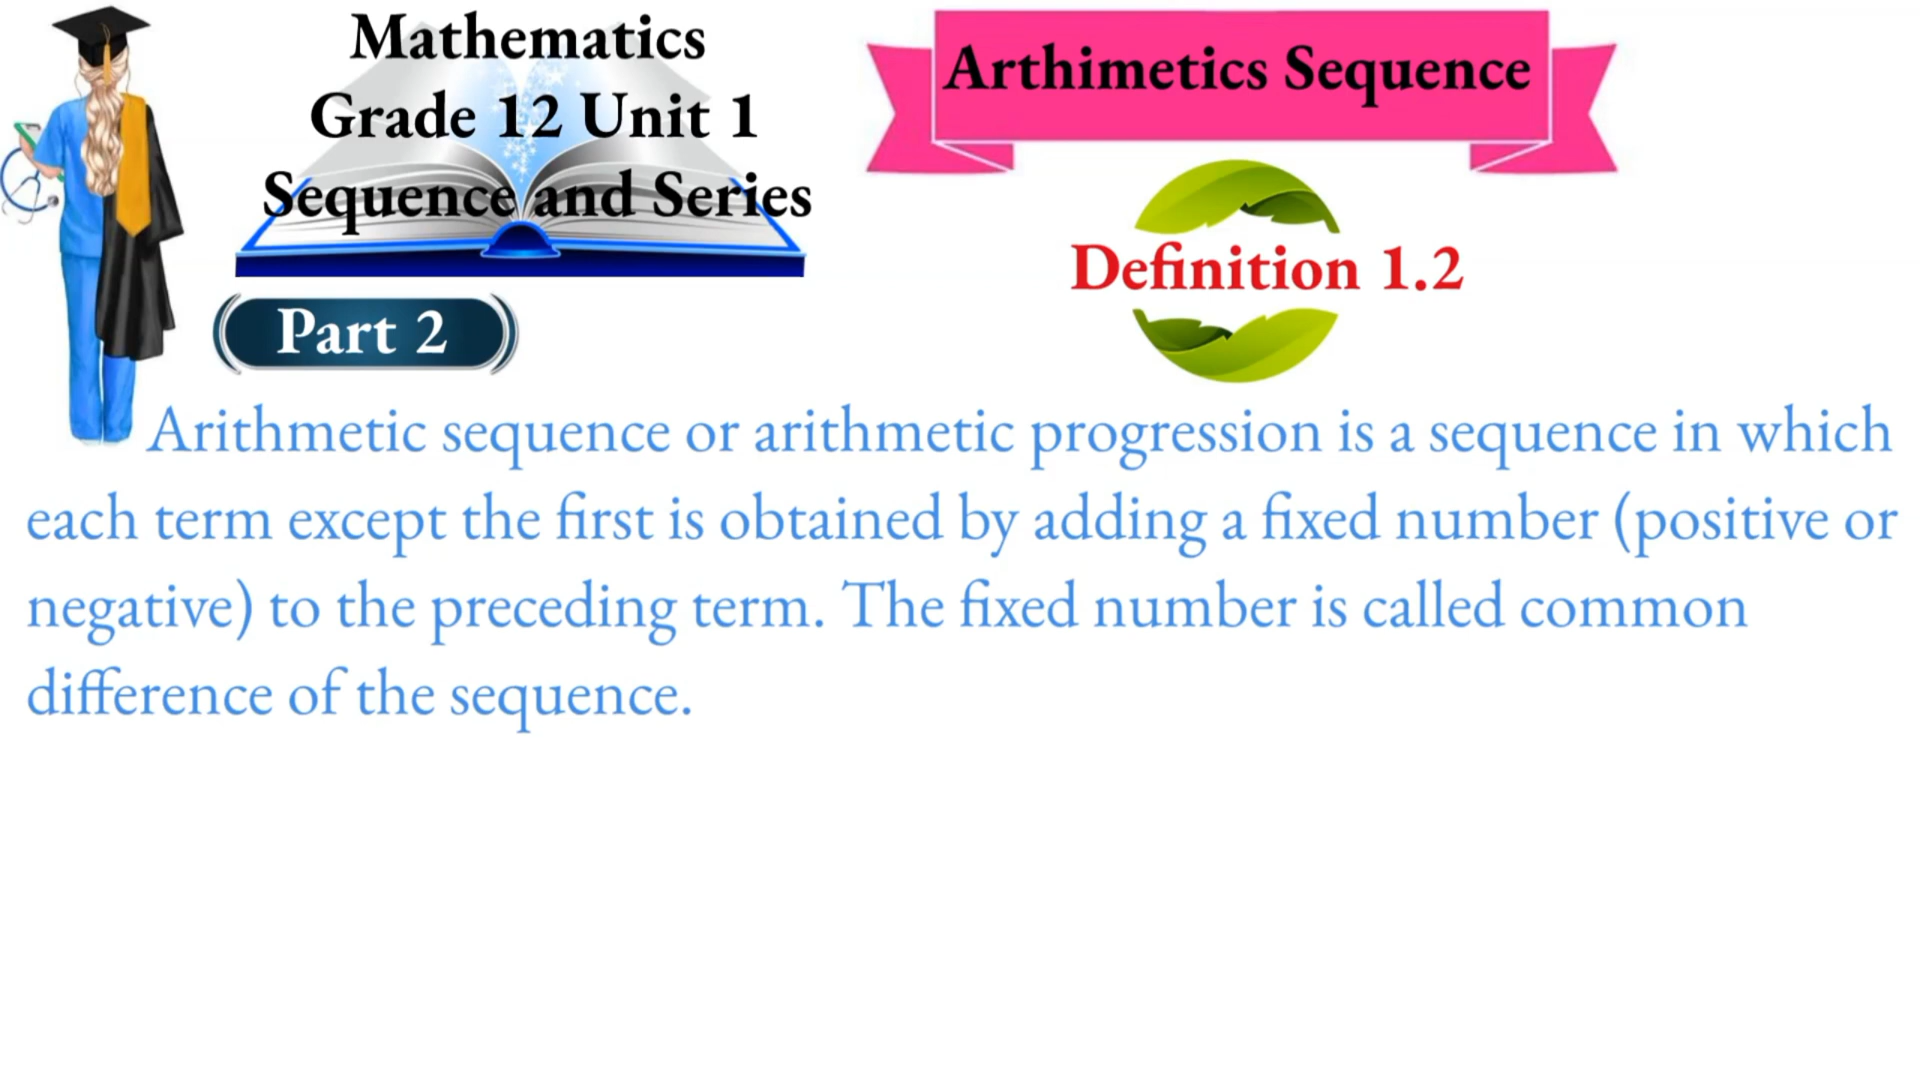 Mathematics
Grade 12 Unit 1
Sequence and Series
Part 2
Arthimetics Sequence
Definition 1.2
Arithmetic sequence or arithmetic progression is a sequence in which
each term except the first is obtained by adding a fixed number (positive or
negative) to the preceding term. The fixed number is called common
difference of the sequence.